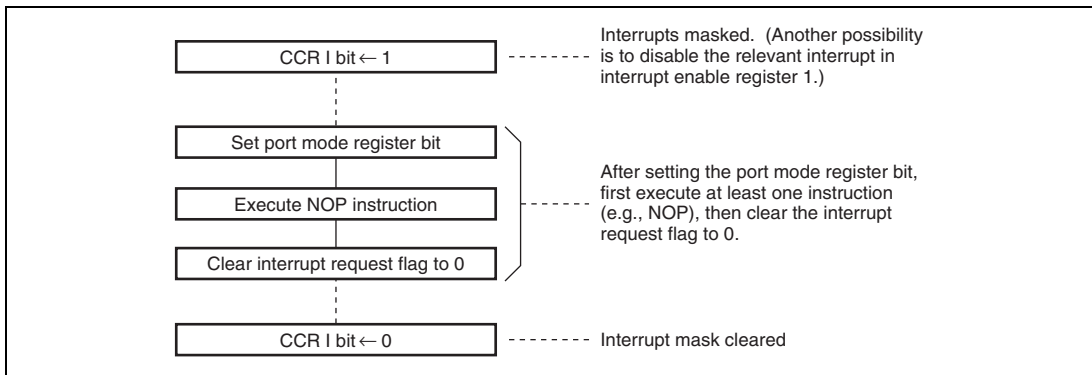 CCR I bit ← 1
Interrupts masked. (Another possibility
is to disable the relevant interrupt in
interrupt enable register 1.)
Set port mode register bit
Execute NOP instruction
Clear interrupt request flag to 0
After setting the port mode register bit,
first execute at least one instruction
(e.g., NOP), then clear the interrupt
request flag to 0.
CCR I bit ← 0
Interrupt mask cleared